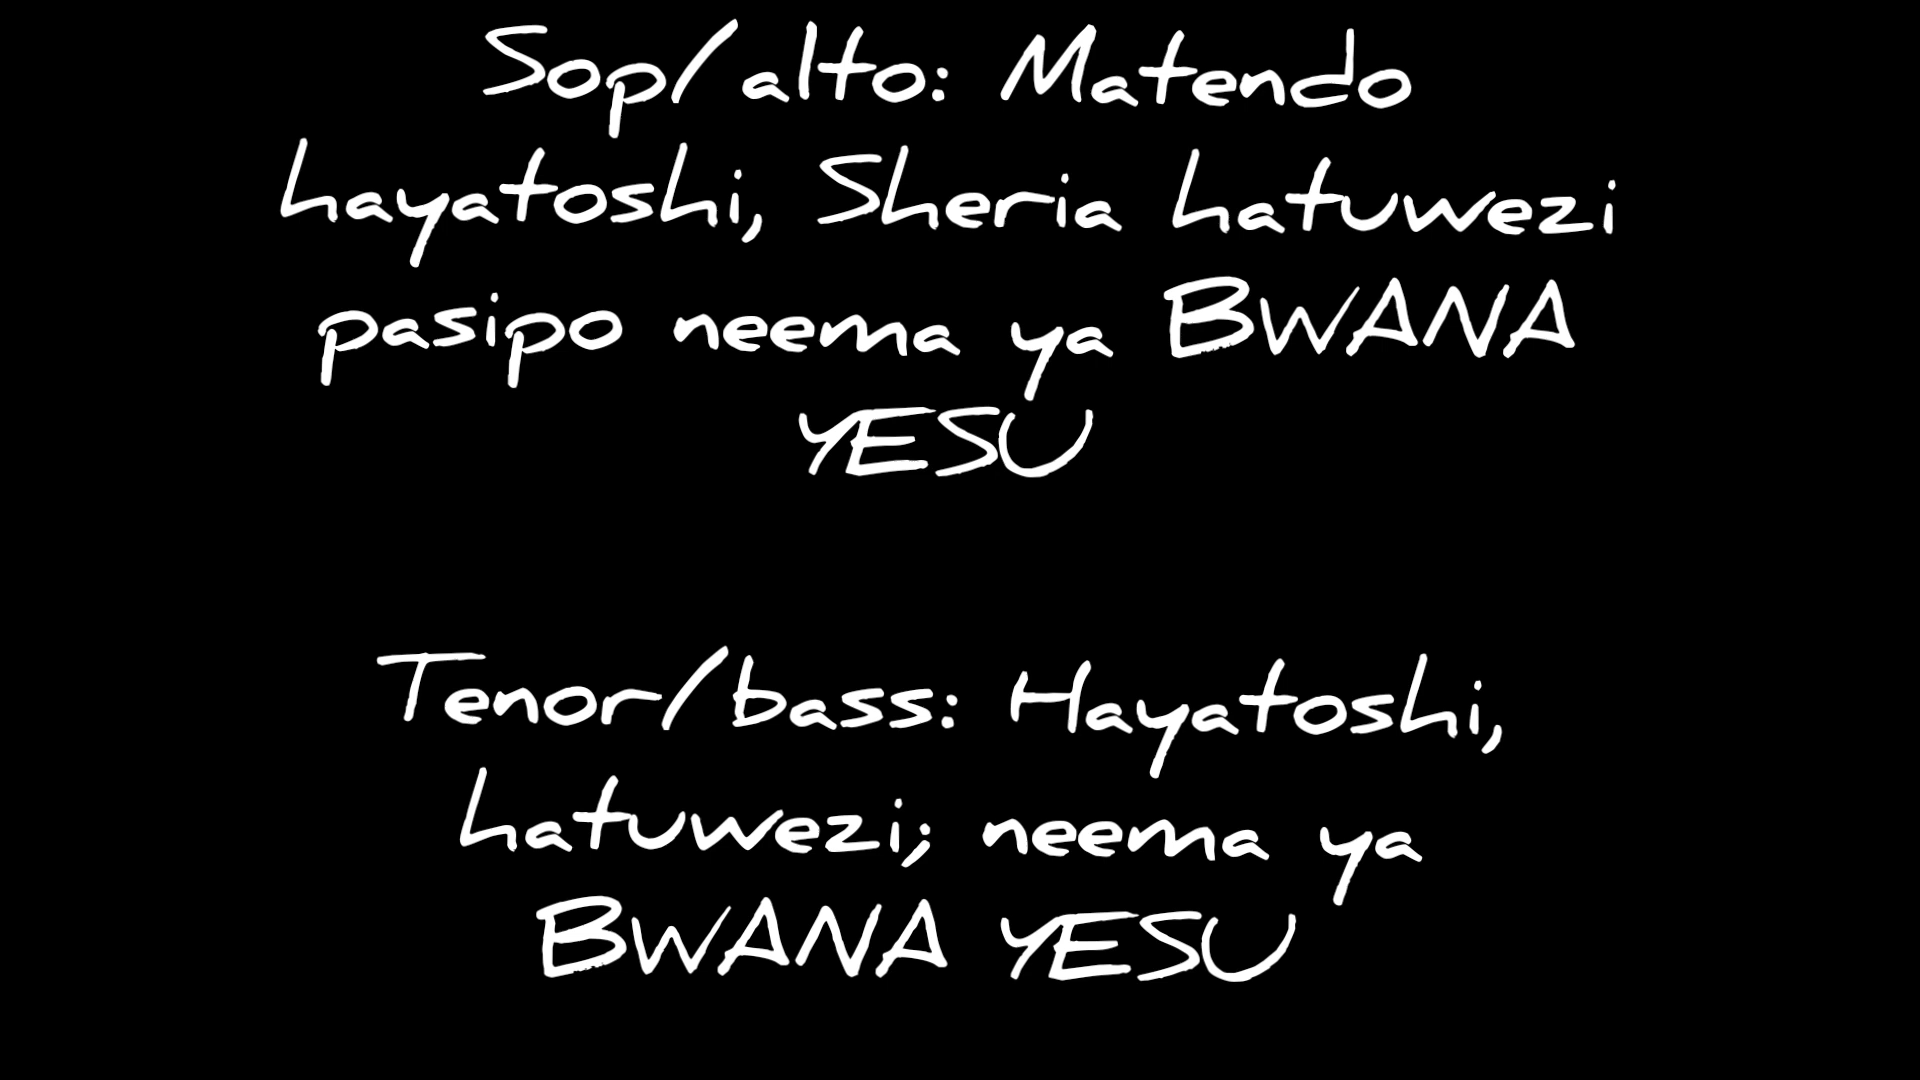 Sop/alto: Matendo
hayatoshi, Sheria hatuwezi
pasipo neema ya BWANA
YESU
Tenor/bass: Hayatoshi,
hatuwezi; neema ya
BWANA YESU